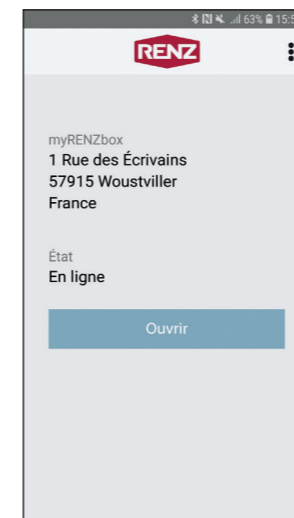 63% 15:5
RENZ
myRENZbox
1 Rue des Écrivains
57915 Woustviller
France
État
En ligne
Ouvrir